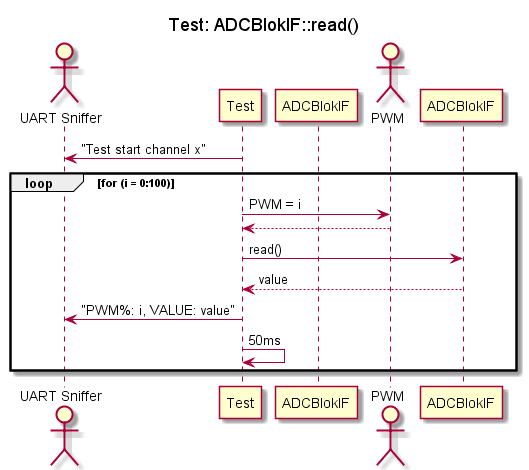 Test: ADCBlokIF::read()
UART Sniffer
Test
ADCBlokIF
PWM
ADCBlokIF
"Test start channel x"
loop
[for (i = 0:100)]
PWM = i
read()
value
"PWM%: i, VALUE: value"
50ms
UART Sniffer
Test
ADCBlokIF
PWM
ADCBlokIF